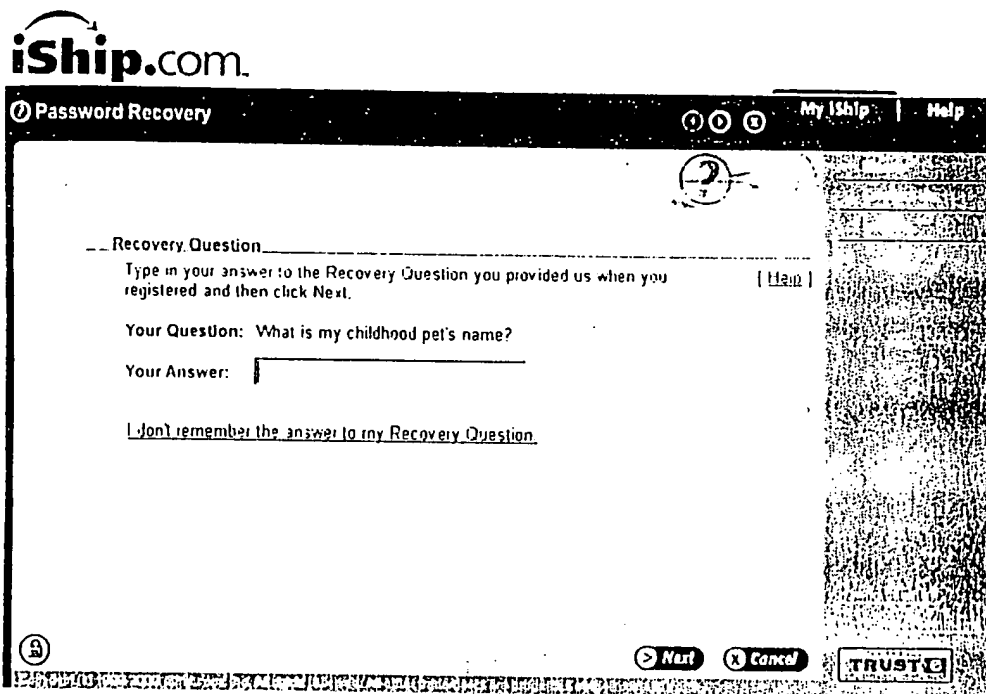 iShip.com
Password Recovery
My iShip | Help
Recovery Question
Type in your answer to the Recovery Question you provided us when you
registered and then click Next.
[ Help ]
Your Question: What is my childhood pet's name?
Your Answer:
I don't remember the answer to my Recovery Question
Next
Cancel
TRUSTe